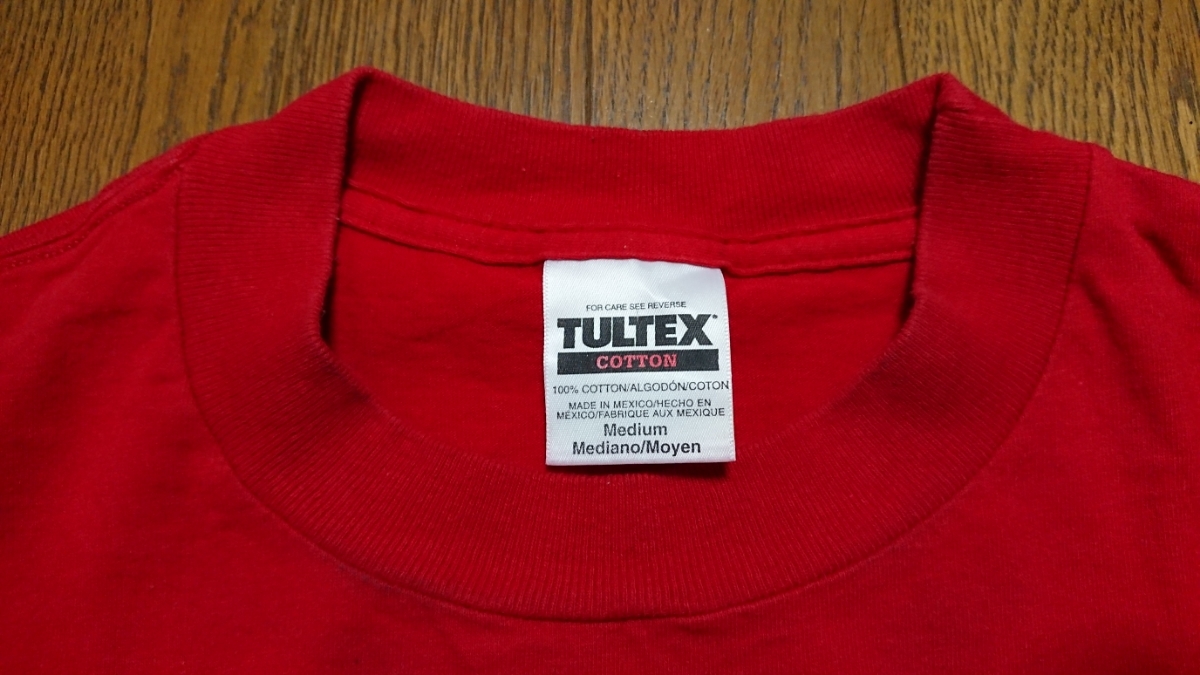 FOR CARE SEE REVERSE
TULTEX
COTTON
100% COTTON/ALGODÓN/COTON
MADE IN MEXICO/HECHO EN
MÉXICO/FABRIQUE AUX MEXIQUE
Medium
Mediano/Moyen